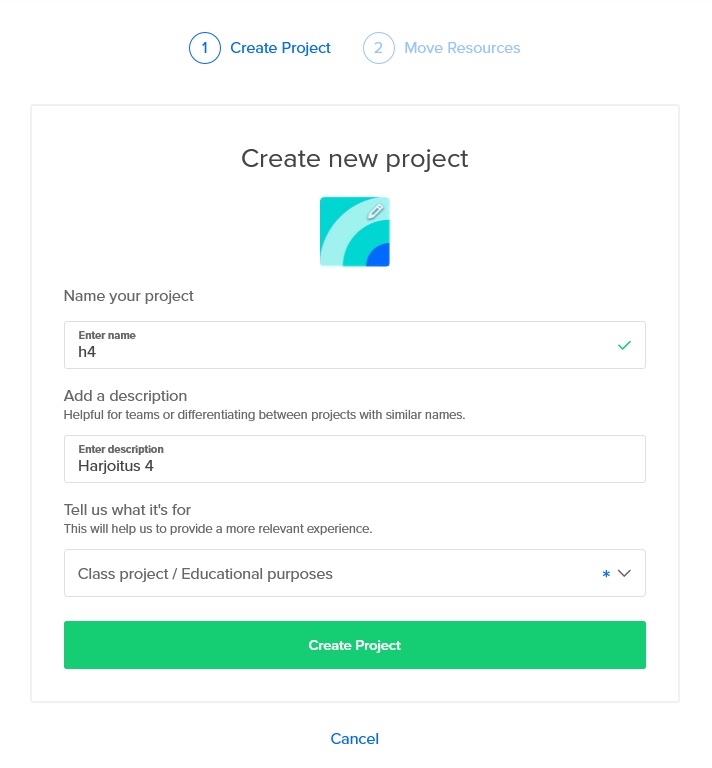 1 Create Project 2 Move Resources
Create new project
Name your project
Enter name
h4
Add a description
Helpful for teams or differentiating between projects with similar names.
Enter description
Harjoitus 4
Tell us what it's for
This will help us to provide a more relevant experience.
Class project / Educational purposes *
Create Project
Cancel